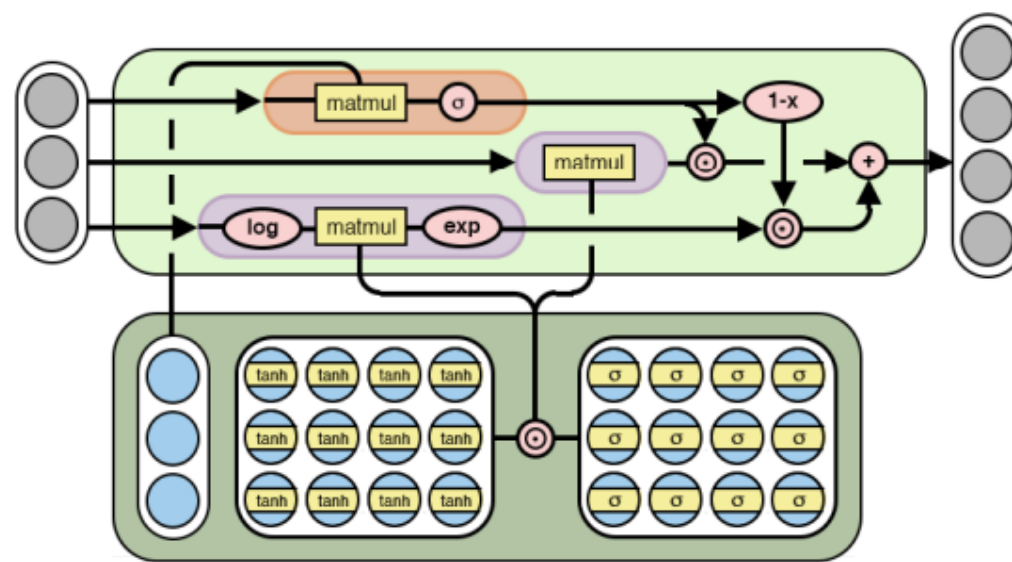 matmul σ 1-x
matmul ⊙ +
log matmul exp ⊙
tanh tanh tanh tanh σ σ σ σ
tanh tanh tanh tanh ⊙ σ σ σ σ
tanh tanh tanh tanh σ σ σ σ